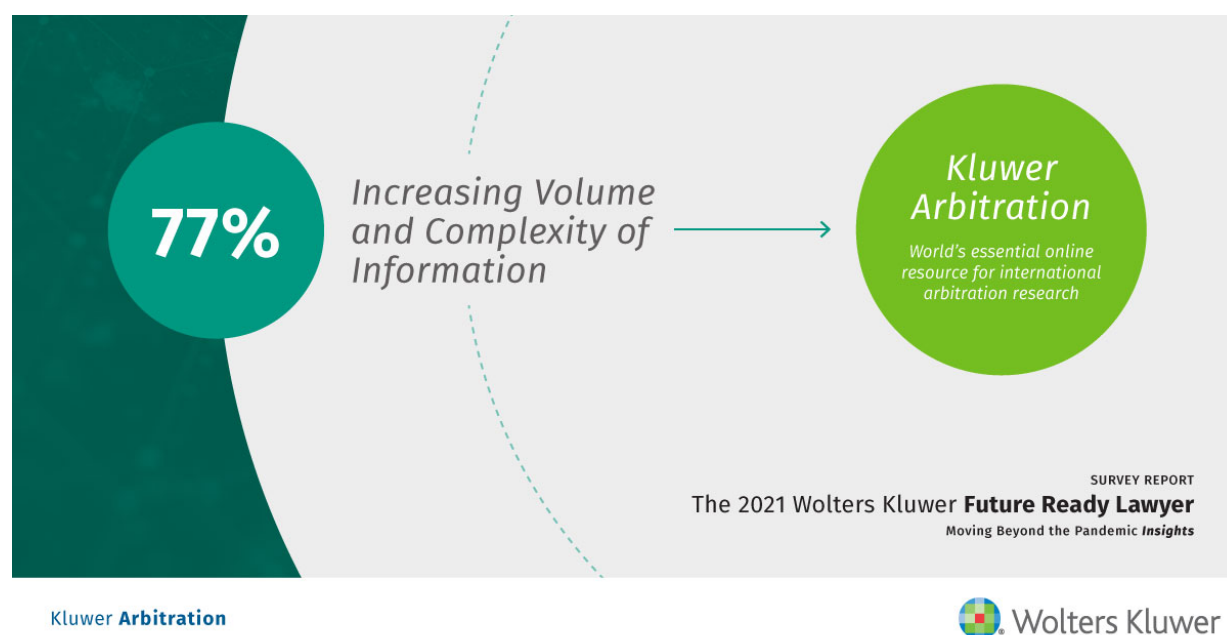 77%
Increasing Volume
and Complexity of
Information
Kluwer
Arbitration
World's essential online
resource for international
arbitration research
SURVEY REPORT
The 2021 Wolters Kluwer Future Ready Lawyer
Moving Beyond the Pandemic Insights
Kluwer Arbitration
Wolters Kluwer